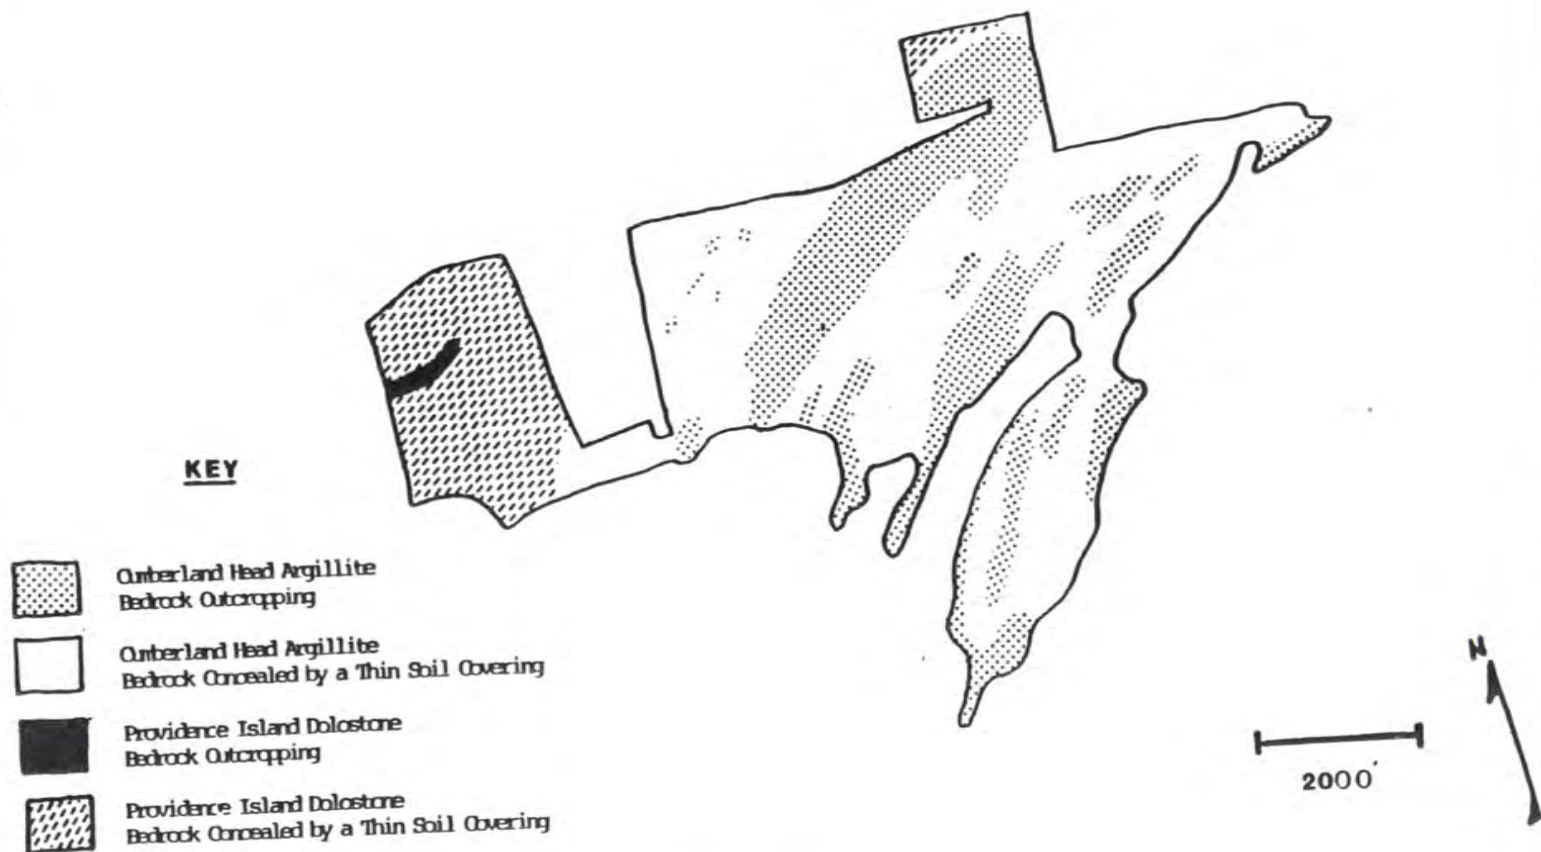 KEY
Cumberland Head Argillite
Bedrock Outcropping
Cumberland Head Argillite
Bedrock Concealed by a Thin Soil Covering
Providence Island Dolostone
Bedrock Outcropping
Providence Island Dolostone
Bedrock Concealed by a Thin Soil Covering
N
2000'